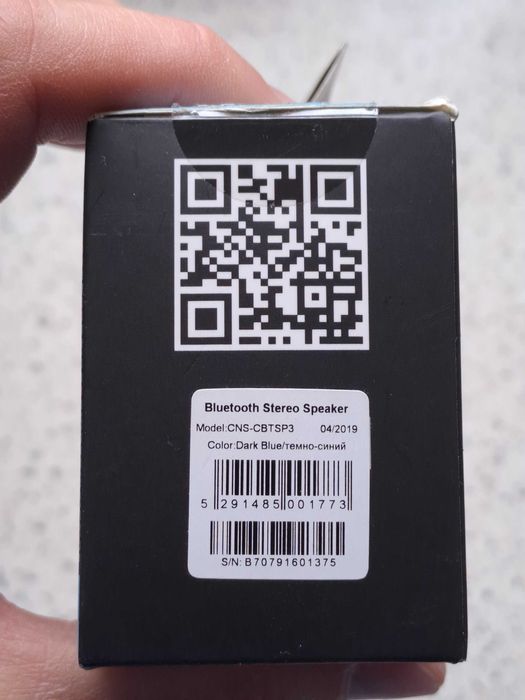 Bluetooth Stereo Speaker
Model:CNS-CBTSP3 04/2019
Color:Dark Blue/темно-синий
5 291485 001773
S/N: B70791601375